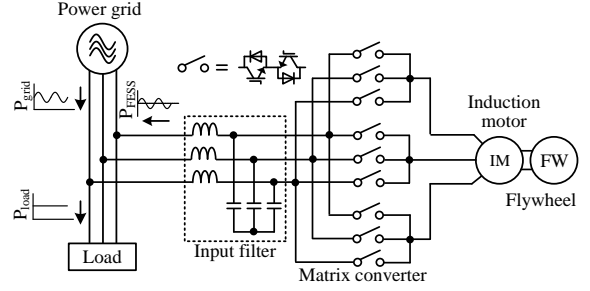 Power grid
P_grid
P_FESS
=
Induction
motor
IM
FW
Flywheel
P_load
Load
Input filter
Matrix converter